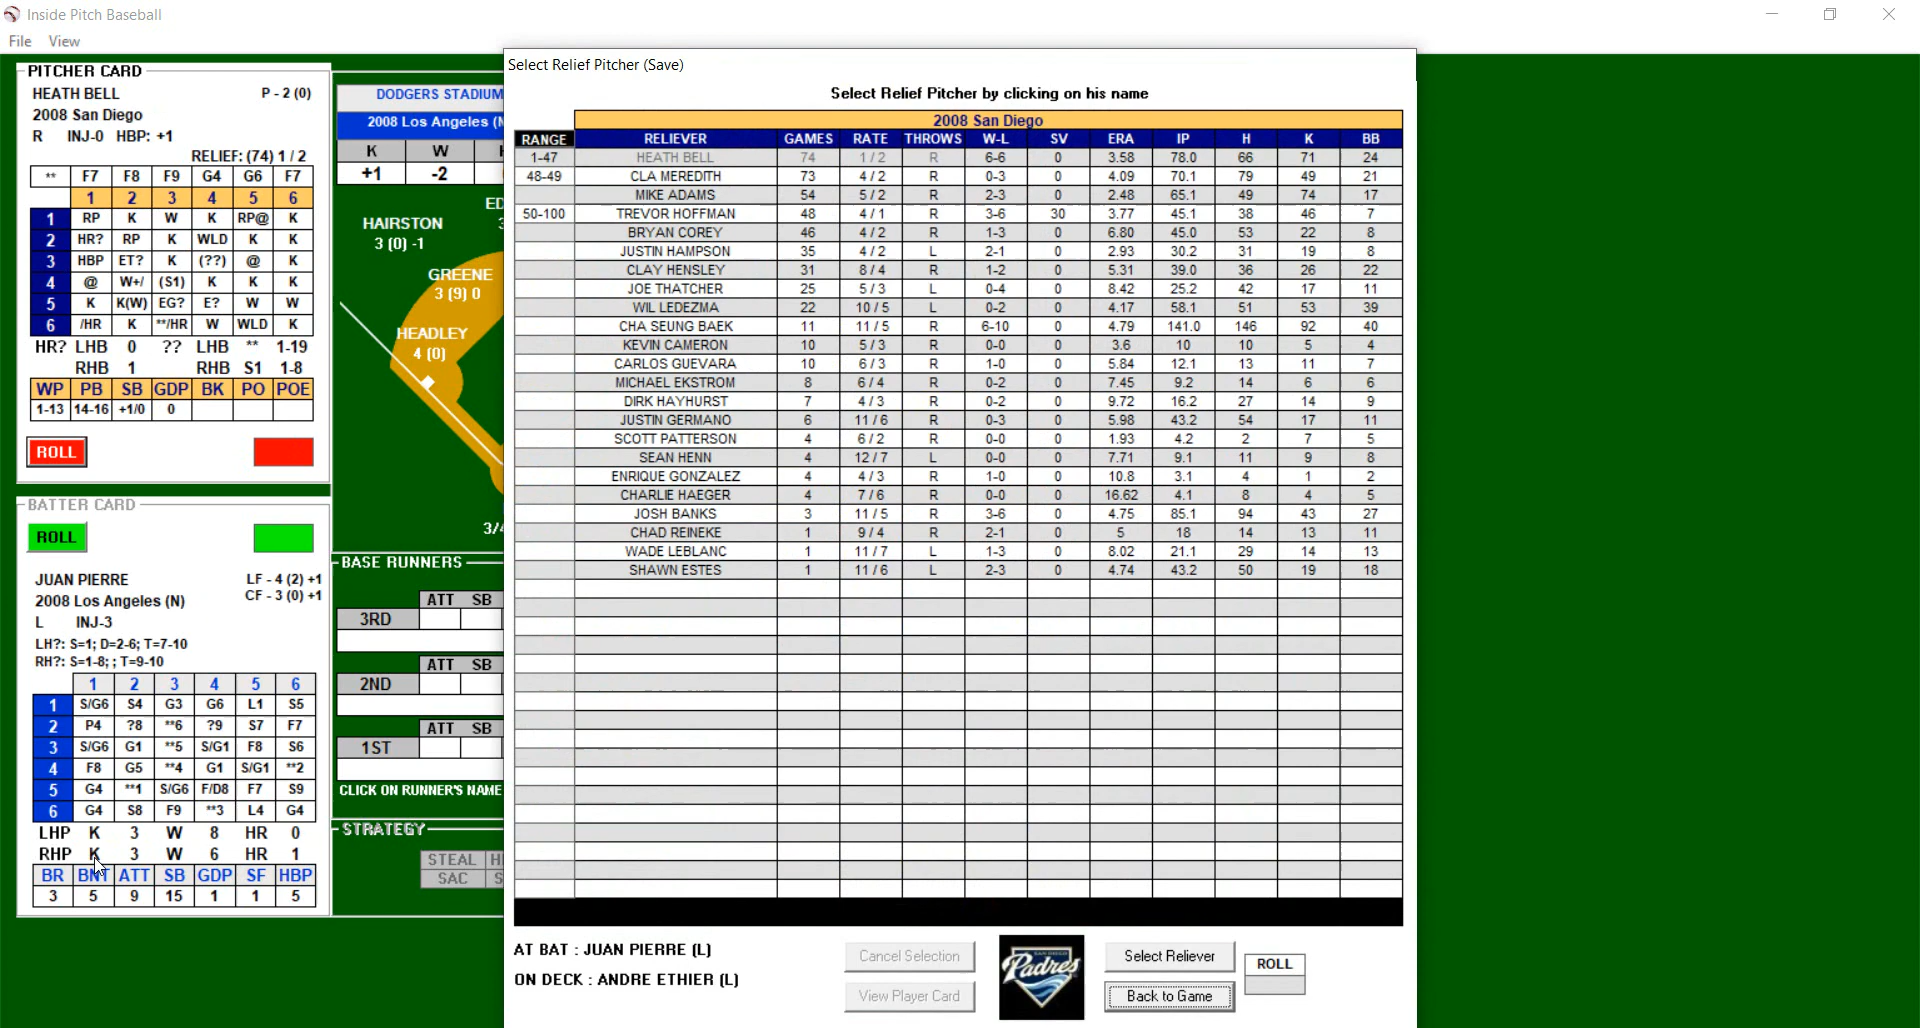 Inside Pitch Baseball
File View
PITCHER CARD
HEATH BELL P - 2 (0)
2008 San Diego
R INJ-0 HBP: +1
RELIEF: (74) 1 / 2
** F7 F8 F9 G4 G6 F7
1 2 3 4 5 6
1 RP K W K RP@ K
2 HR? RP K WLD K K
3 HBP ET? K (??) @ K
4 @ W+/ (S1) K K K
5 K K(W) EG? E? W W
6 /HR K **/HR W WLD K
HR? LHB 0 ?? LHB ** 1-19
RHB 1 RHB S1 1-8
WP PB SB GDP BK PO POE
1-13 14-16 +1/0 0
ROLL
BATTER CARD
ROLL
JUAN PIERRE LF - 4 (2) +1
2008 Los Angeles (N) CF - 3 (0) +1
L INJ-3
LH?: S=1; D=2-6; T=7-10
RH?: S=1-8; ; T=9-10
1 2 3 4 5 6
1 S/G6 S4 G3 G6 L1 S5
2 P4 ?8 **6 ?9 S7 F7
3 S/G6 G1 **5 S/G1 F8 S6
4 F8 G5 **4 G1 S/G1 **2
5 G4 **1 S/G6 F/D8 F7 S9
6 G4 S8 F9 **3 L4 G4
LHP K 3 W 8 HR 0
RHP K 3 W 6 HR 1
BR BNT ATT SB GDP SF HBP
3 5 9 15 1 1 5
DODGERS STADIUM
2008 Los Angeles (
K W
+1 -2
HAIRSTON
3 (0) -1
GREENE
3 (9) 0
HEADLEY
4 (0)
3/4
BASE RUNNERS
ATT SB
3RD
ATT SB
2ND
ATT SB
1ST
CLICK ON RUNNER'S NAME
STRATEGY
STEAL
SAC
Select Relief Pitcher (Save)
Select Relief Pitcher by clicking on his name
2008 San Diego
RANGE RELIEVER GAMES RATE THROWS W-L SV ERA IP H K BB
1-47 HEATH BELL 74 1 / 2 R 6-6 0 3.58 78.0 66 71 24
48-49 CLA MEREDITH 73 4 / 2 R 0-3 0 4.09 70.1 79 49 21
MIKE ADAMS 54 5 / 2 R 2-3 0 2.48 65.1 49 74 17
50-100 TREVOR HOFFMAN 48 4 / 1 R 3-6 30 3.77 45.1 38 46 7
BRYAN COREY 46 4 / 2 R 1-3 0 6.80 45.0 53 22 8
JUSTIN HAMPSON 35 4 / 2 L 2-1 0 2.93 30.2 31 19 8
CLAY HENSLEY 31 8 / 4 R 1-2 0 5.31 39.0 36 26 22
JOE THATCHER 25 5 / 3 L 0-4 0 8.42 25.2 42 17 11
WIL LEDEZMA 22 10 / 5 L 0-2 0 4.17 58.1 51 53 39
CHA SEUNG BAEK 11 11 / 5 R 6-10 0 4.79 141.0 146 92 40
KEVIN CAMERON 10 5 / 3 R 0-0 0 3.6 10 10 5 4
CARLOS GUEVARA 10 6 / 3 R 1-0 0 5.84 12.1 13 11 7
MICHAEL EKSTROM 8 6 / 4 R 0-2 0 7.45 9.2 14 6 6
DIRK HAYHURST 7 4 / 3 R 0-2 0 9.72 16.2 27 14 9
JUSTIN GERMANO 6 11 / 6 R 0-3 0 5.98 43.2 54 17 11
SCOTT PATTERSON 4 6 / 2 R 0-0 0 1.93 4.2 2 7 5
SEAN HENN 4 12 / 7 L 0-0 0 7.71 9.1 11 9 8
ENRIQUE GONZALEZ 4 4 / 3 R 1-0 0 10.8 3.1 4 1 2
CHARLIE HAEGER 4 7 / 6 R 0-0 0 16.62 4.1 8 4 5
JOSH BANKS 3 11 / 5 R 3-6 0 4.75 85.1 94 43 27
CHAD REINEKE 1 9 / 4 R 2-1 0 5 18 14 13 11
WADE LEBLANC 1 11 / 7 L 1-3 0 8.02 21.1 29 14 13
SHAWN ESTES 1 11 / 6 L 2-3 0 4.74 43.2 50 19 18
AT BAT : JUAN PIERRE (L)
ON DECK : ANDRE ETHIER (L)
Cancel Selection
View Player Card
Padres
Select Reliever
Back to Game
ROLL